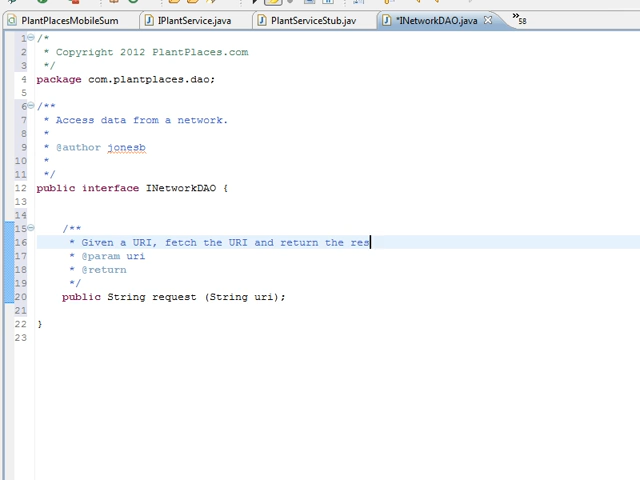 PlantPlacesMobileSum
IPlantService.java
PlantServiceStub.jav
*INetworkDAO.java
»58
1 /*
2 * Copyright 2012 PlantPlaces.com
3 */
4 package com.plantplaces.dao;
5
6 /**
7 * Access data from a network.
8 *
9 * @author jonesb
10 *
11 */
12 public interface INetworkDAO {
13
14
15 /**
16 * Given a URI, fetch the URI and return the res
17 * @param uri
18 * @return
19 */
20 public String request (String uri);
21
22 }
23